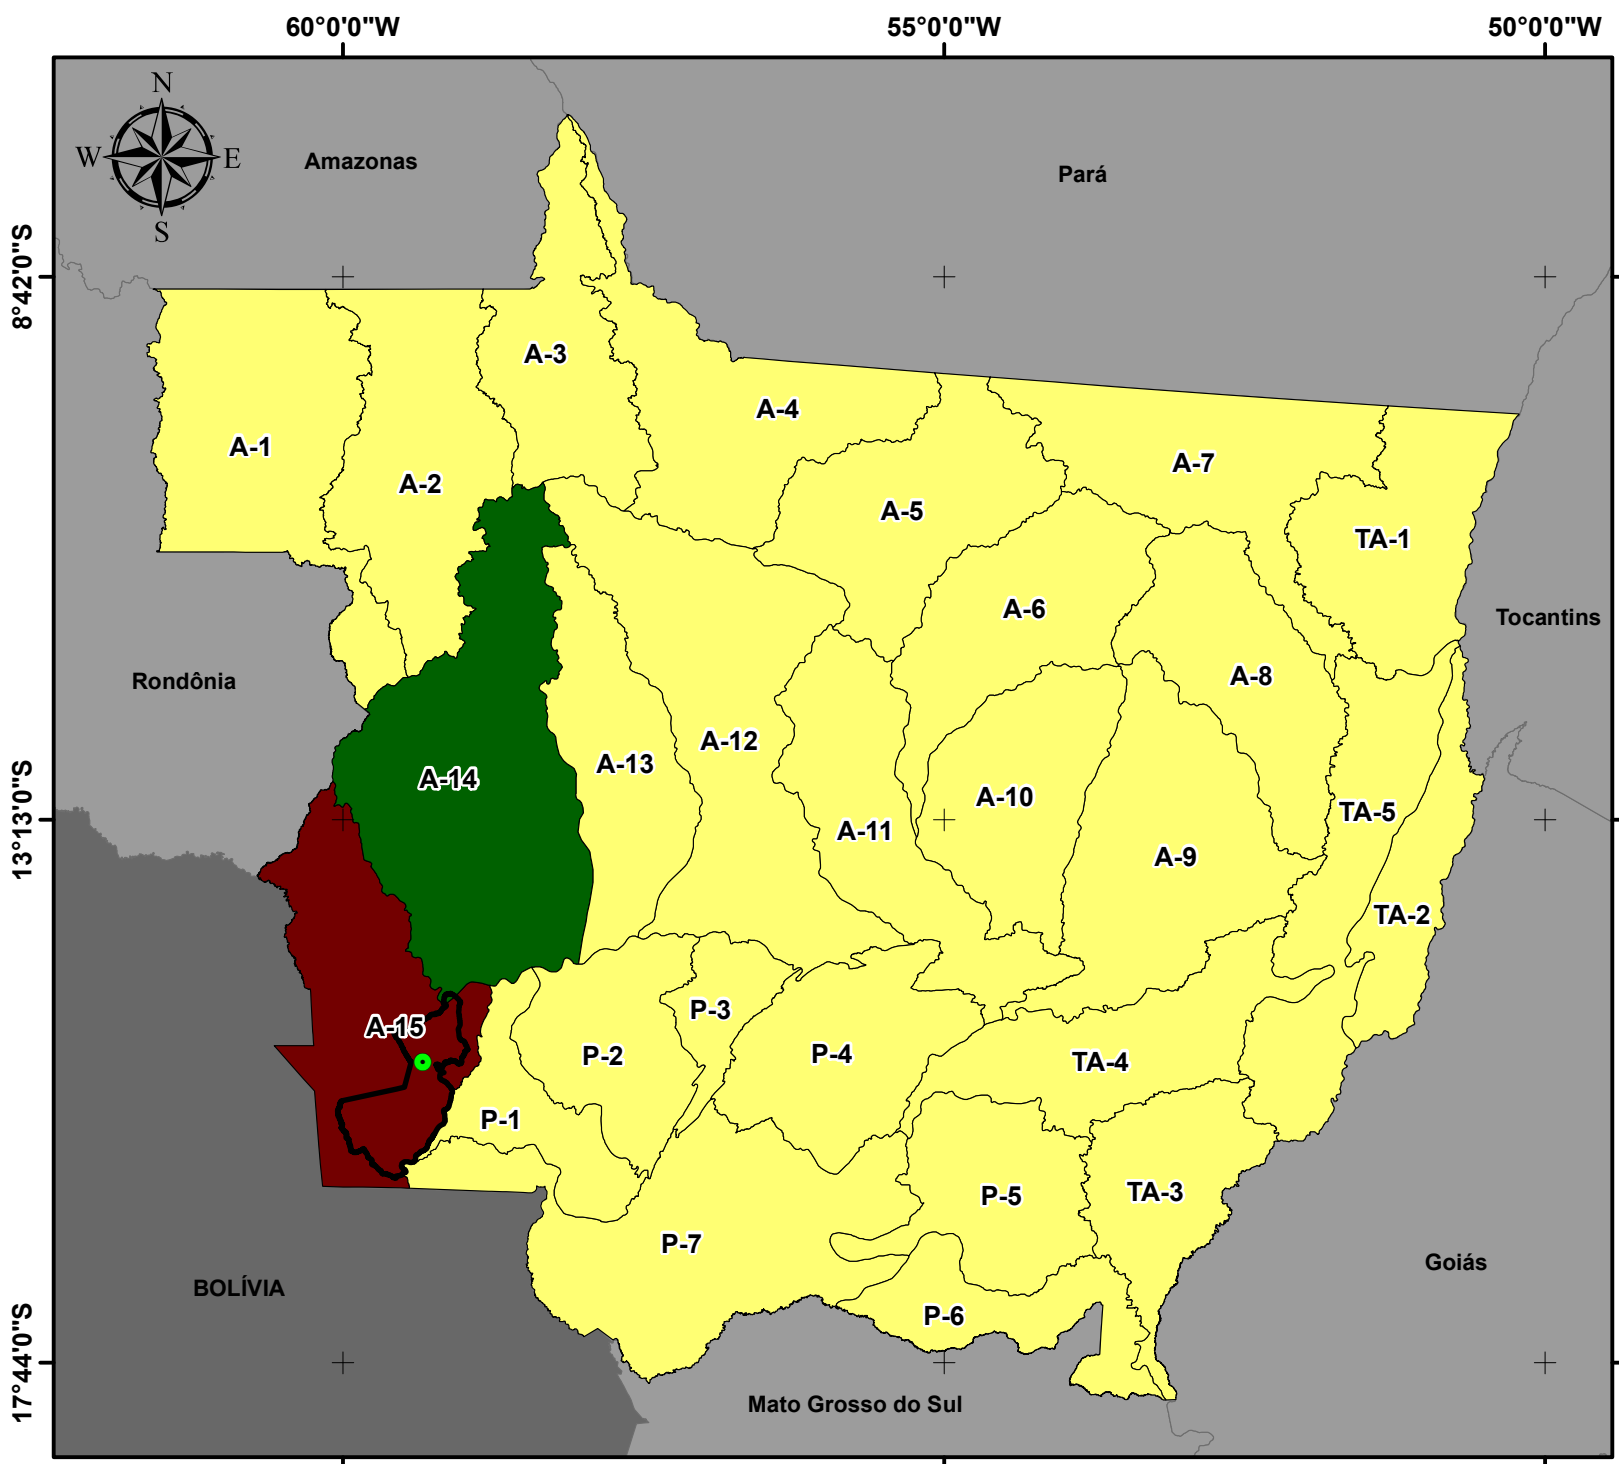 60°0'0"W
55°0'0"W
50°0'0"W
N
W
E
S
Amazonas
Pará
8°42'0"S
A-3
A-4
A-1
A-7
A-2
A-5
TA-1
A-6
Tocantins
Rondônia
A-8
A-12
A-13
A-14
A-10
TA-5
A-11
13°13'0"S
A-9
TA-2
P-3
A-15
P-4
P-2
TA-4
P-1
TA-3
P-5
P-7
Goiás
BOLÍVIA
P-6
17°44'0"S
Mato Grosso do Sul